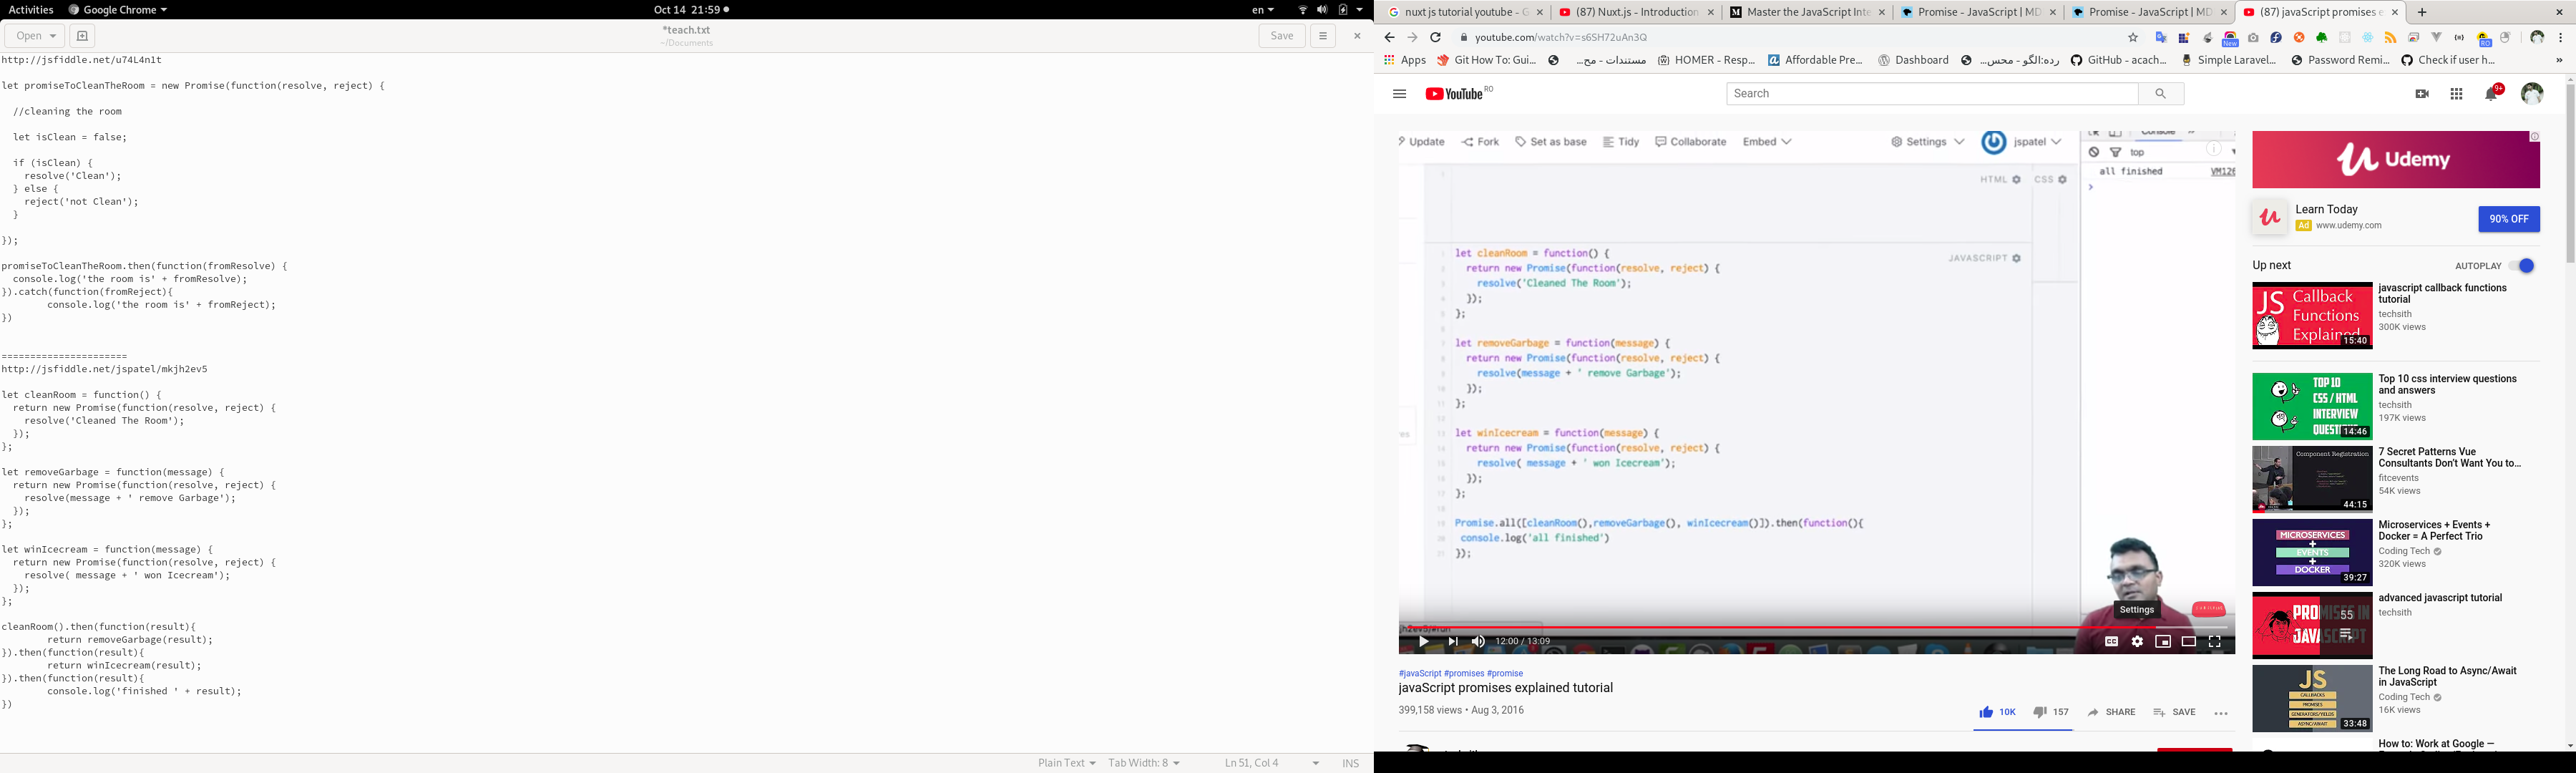 Activities Google Chrome Oct 14 21:59 en
Open *teach.txt Save
~/Documents
http://jsfiddle.net/u74L4n1t
let promiseToCleanTheRoom = new Promise(function(resolve, reject) {
//cleaning the room
let isClean = false;
if (isClean) {
resolve('Clean');
} else {
reject('not Clean');
}
});
promiseToCleanTheRoom.then(function(fromResolve) {
console.log('the room is' + fromResolve);
}).catch(function(fromReject){
console.log('the room is' + fromReject);
})
======================
http://jsfiddle.net/jspatel/mkjh2ev5
let cleanRoom = function() {
return new Promise(function(resolve, reject) {
resolve('Cleaned The Room');
});
};
let removeGarbage = function(message) {
return new Promise(function(resolve, reject) {
resolve(message + ' remove Garbage');
});
};
let winIcecream = function(message) {
return new Promise(function(resolve, reject) {
resolve( message + ' won Icecream');
});
};
cleanRoom().then(function(result){
return removeGarbage(result);
}).then(function(result){
return winIcecream(result);
}).then(function(result){
console.log('finished ' + result);
})
Plain Text Tab Width: 8 Ln 51, Col 4 INS
nuxt js tutorial youtube - G (87) Nuxt.js - Introduction Master the JavaScript Inte Promise - JavaScript | MD Promise - JavaScript | MD (87) javaScript promises e
youtube.com/watch?v=s6SH72uAn3Q
New RO
Apps Git How To: Gui... مستندات - مح... HOMER - Resp... Affordable Pre... Dashboard رده:الگو - محس... GitHub - acach... Simple Laravel... Password Remi... Check if user h... »
YouTube RO Search 9+
Update Fork Set as base Tidy Collaborate Embed Settings jspatel
Console
top
HTML CSS
all finished VM126
JAVASCRIPT
let cleanRoom = function() {
return new Promise(function(resolve, reject) {
resolve('Cleaned The Room');
});
};
let removeGarbage = function(message) {
return new Promise(function(resolve, reject) {
resolve(message + ' remove Garbage');
});
};
let winIcecream = function(message) {
return new Promise(function(resolve, reject) {
resolve( message + ' won Icecream');
});
};
Promise.all([cleanRoom(),removeGarbage(), winIcecream()]).then(function(){
console.log('all finished')
});
Settings
12:00 / 13:09
#javaScript #promises #promise
javaScript promises explained tutorial
399,158 views • Aug 3, 2016
10K 157 SHARE SAVE
Udemy
Learn Today
Ad www.udemy.com
90% OFF
Up next AUTOPLAY
JS Callback Functions Explained 15:40
javascript callback functions
tutorial
techsith
300K views
TOP 10 CSS / HTML INTERVIEW QUESTI 14:46
Top 10 css interview questions
and answers
techsith
197K views
Component Registration
44:15
7 Secret Patterns Vue
Consultants Don't Want You to...
fitcevents
54K views
MICROSERVICES + EVENTS + DOCKER 39:27
Microservices + Events +
Docker = A Perfect Trio
Coding Tech
320K views
PROMISES IN JAVASCRIPT 55
advanced javascript tutorial
techsith
JS
CALLBACKS
PROMISES
GENERATORS/YIELDS
ASYNC/AWAIT
33:48
The Long Road to Async/Await
in JavaScript
Coding Tech
16K views
How to: Work at Google —